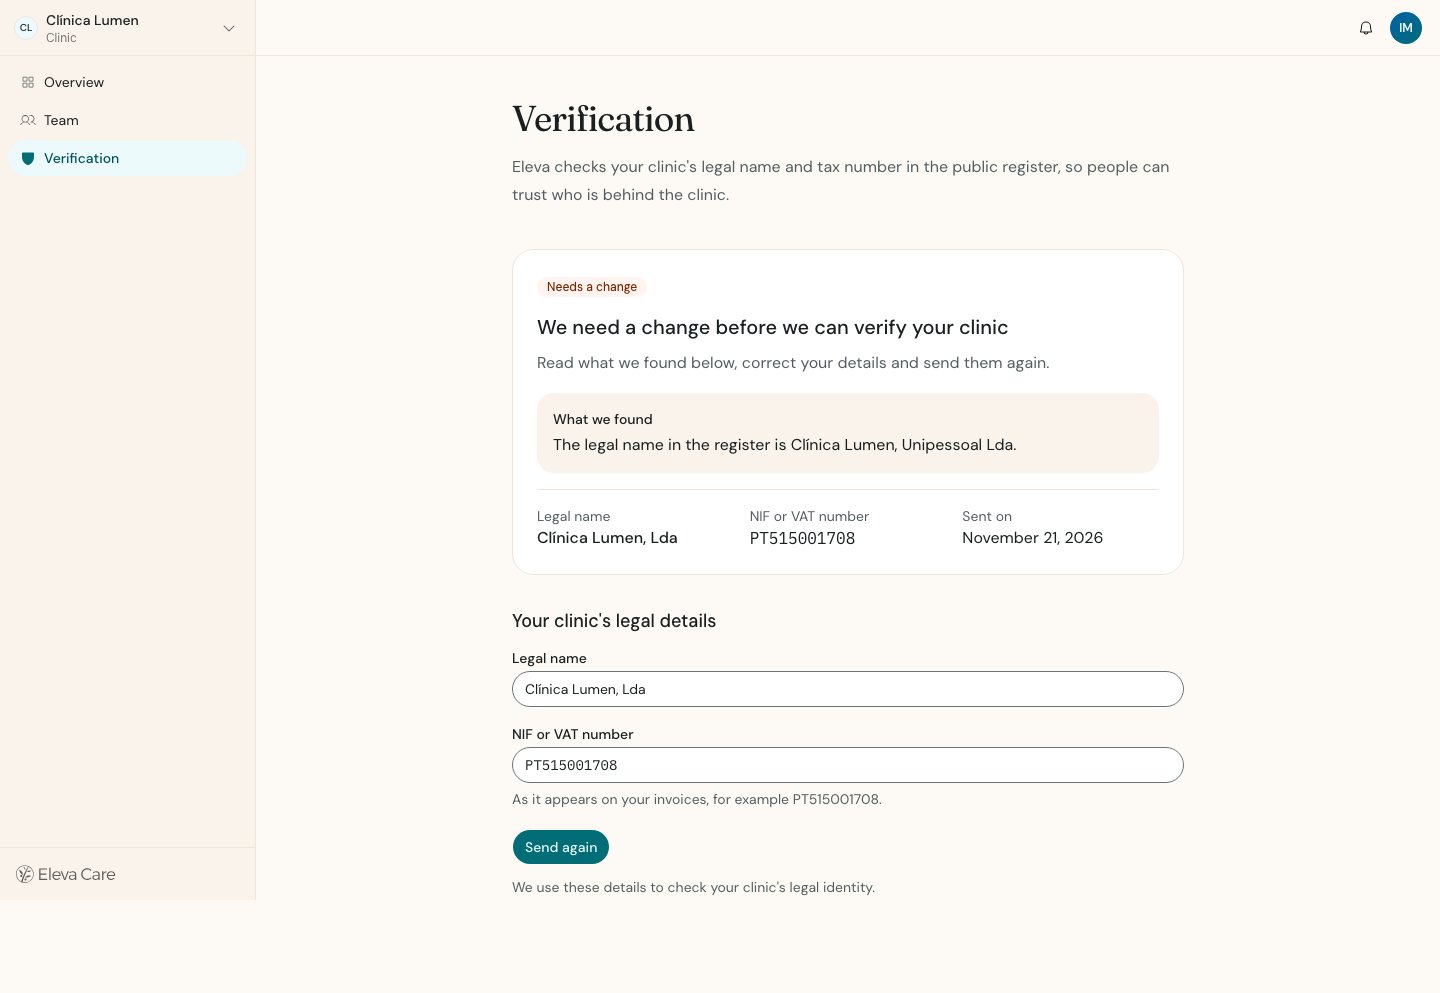 CL
Clínica Lumen
Clinic
IM
Overview
Team
Verification
Eleva Care
Verification
Eleva checks your clinic's legal name and tax number in the public register, so people can
trust who is behind the clinic.
Needs a change
We need a change before we can verify your clinic
Read what we found below, correct your details and send them again.
What we found
The legal name in the register is Clínica Lumen, Unipessoal Lda.
Legal name
Clínica Lumen, Lda
NIF or VAT number
PT515001708
Sent on
November 21, 2026
Your clinic's legal details
Legal name
Clínica Lumen, Lda
NIF or VAT number
PT515001708
As it appears on your invoices, for example PT515001708.
Send again
We use these details to check your clinic's legal identity.